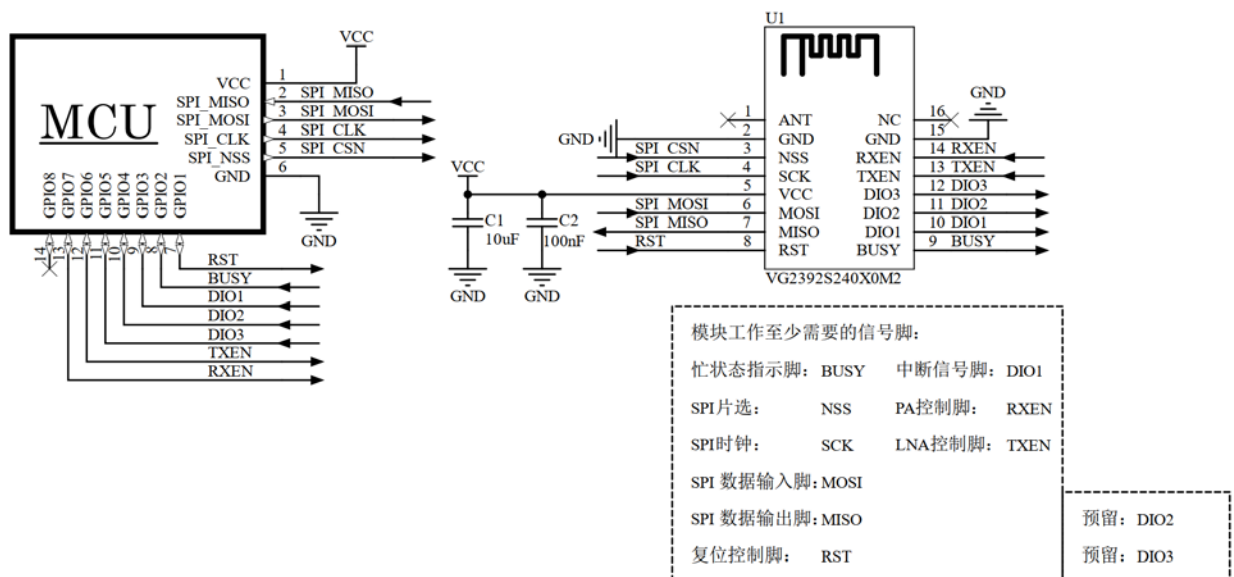 VCC
1
VCC
2
SPI_MISO
SPI_MISO
3
SPI_MOSI
SPI_MOSI
4
SPI_CLK
SPI_CLK
5
SPI_NSS
SPI_CSN
6
GND
GND
MCU
GPIO8
GPIO7
GPIO6
GPIO5
GPIO4
GPIO3
GPIO2
GPIO1
14
13
12
11
10
9
8
7
RST
BUSY
DIO1
DIO2
DIO3
TXEN
RXEN
VCC
C1
10uF
C2
100nF
GND
GND
U1
GND
1 ANT
2 GND
SPI_CSN 3 NSS
SPI_CLK 4 SCK
5 VCC
SPI_MOSI 6 MOSI
SPI_MISO 7 MISO
RST 8 RST
GND
NC 16
GND 15
RXEN 14 RXEN
TXEN 13 TXEN
DIO3 12 DIO3
DIO2 11 DIO2
DIO1 10 DIO1
BUSY 9 BUSY
VG2392S240X0M2
模块工作至少需要的信号脚：
忙状态指示脚： BUSY 中断信号脚： DIO1
SPI片选： NSS PA控制脚： RXEN
SPI时钟： SCK LNA控制脚： TXEN
SPI 数据输入脚：MOSI
SPI 数据输出脚：MISO
复位控制脚： RST
预留：DIO2
预留：DIO3